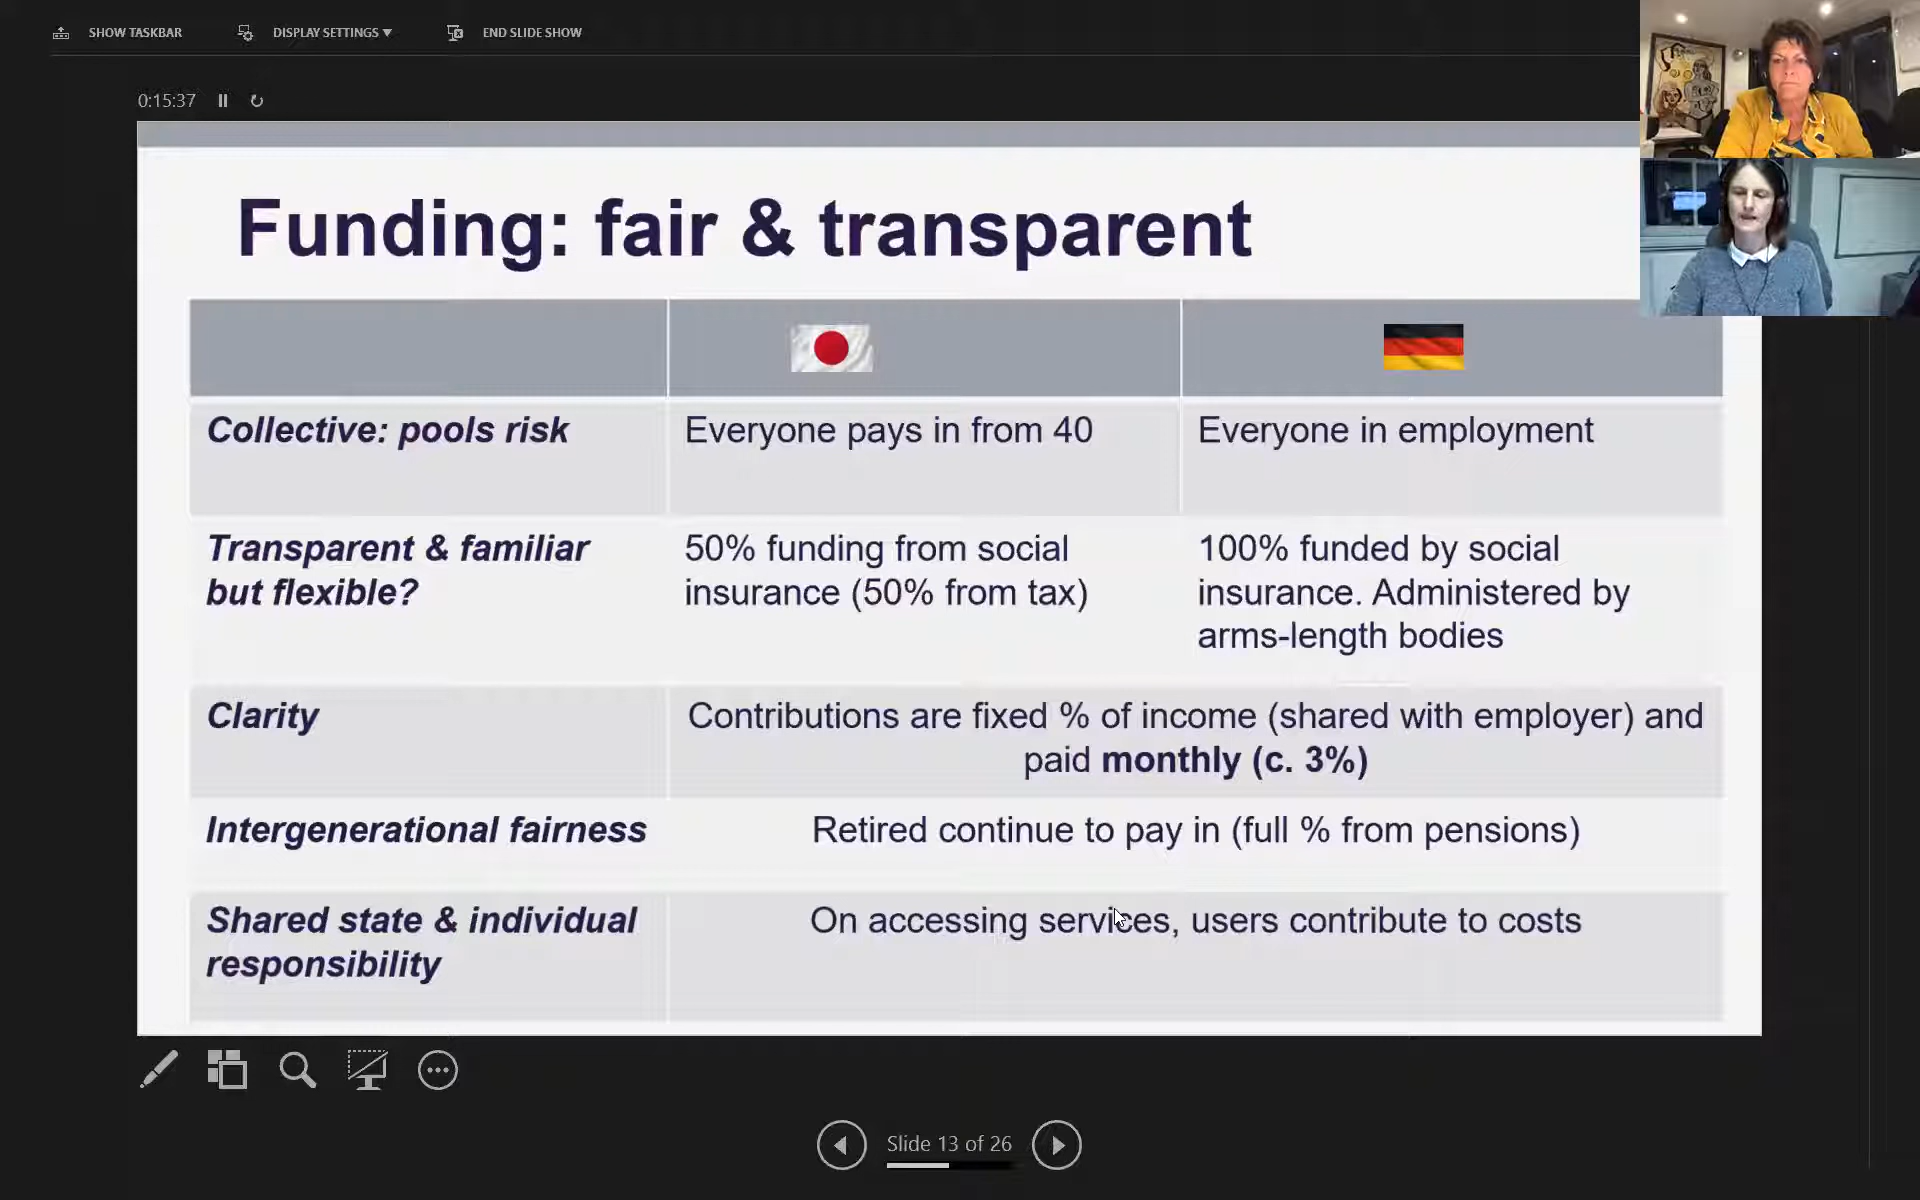 SHOW TASKBAR
DISPLAY SETTINGS ▼
END SLIDE SHOW
0:15:37
Funding: fair & transparent
Collective: pools risk
Everyone pays in from 40
Everyone in employment
Transparent & familiar
but flexible?
50% funding from social
insurance (50% from tax)
100% funded by social
insurance. Administered by
arms-length bodies
Clarity
Contributions are fixed % of income (shared with employer) and
paid monthly (c. 3%)
Intergenerational fairness
Retired continue to pay in (full % from pensions)
Shared state & individual
responsibility
On accessing services, users contribute to costs
Slide 13 of 26